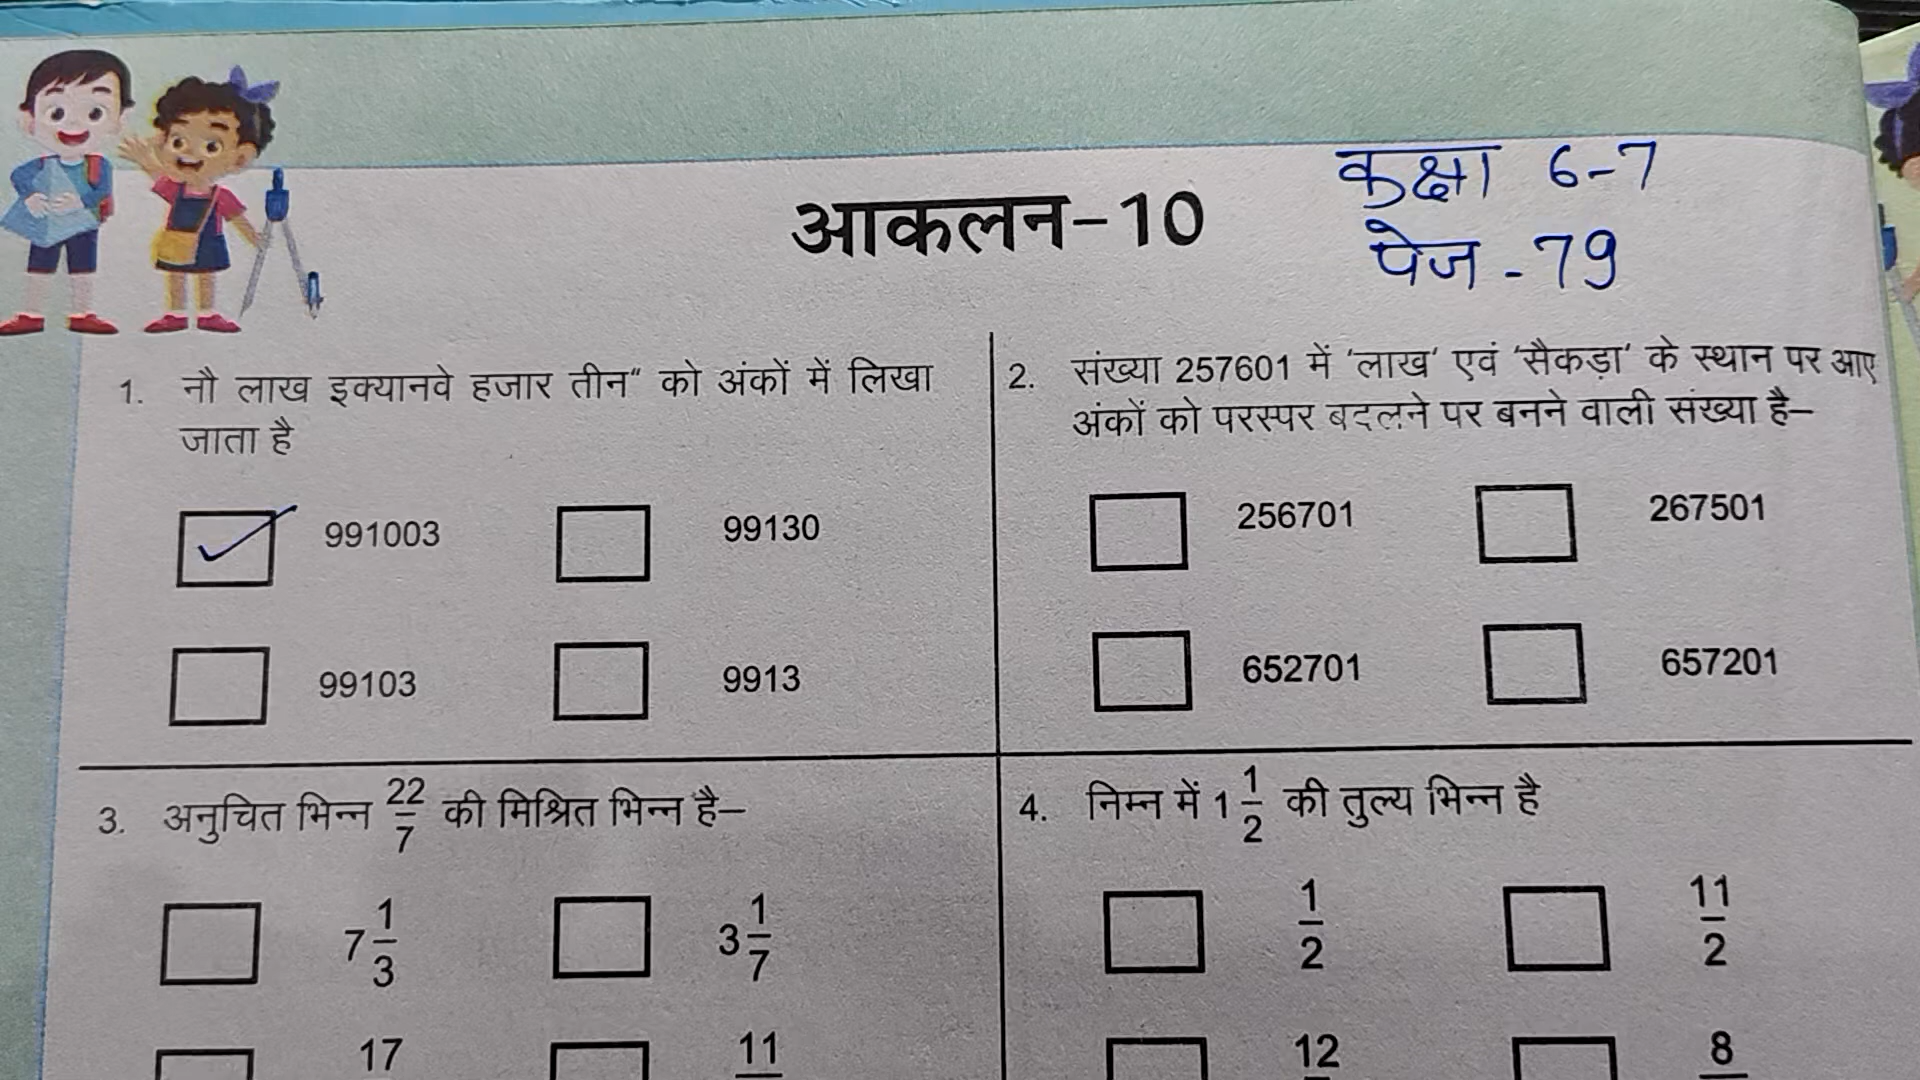 आकलन–10
कक्षा 6-7
पेज - 79
1. नौ लाख इक्यानवे हजार तीन" को अंकों में लिखा
जाता है
991003
99130
99103
9913
2. संख्या 257601 में 'लाख' एवं 'सैकड़ा' के स्थान पर आए
अंकों को परस्पर बदलने पर बनने वाली संख्या है–
256701
267501
652701
657201
3. अनुचित भिन्न 22/7 की मिश्रित भिन्न है–
7 1/3
3 1/7
17
11
4. निम्न में 1 1/2 की तुल्य भिन्न है
1/2
11/2
12
8